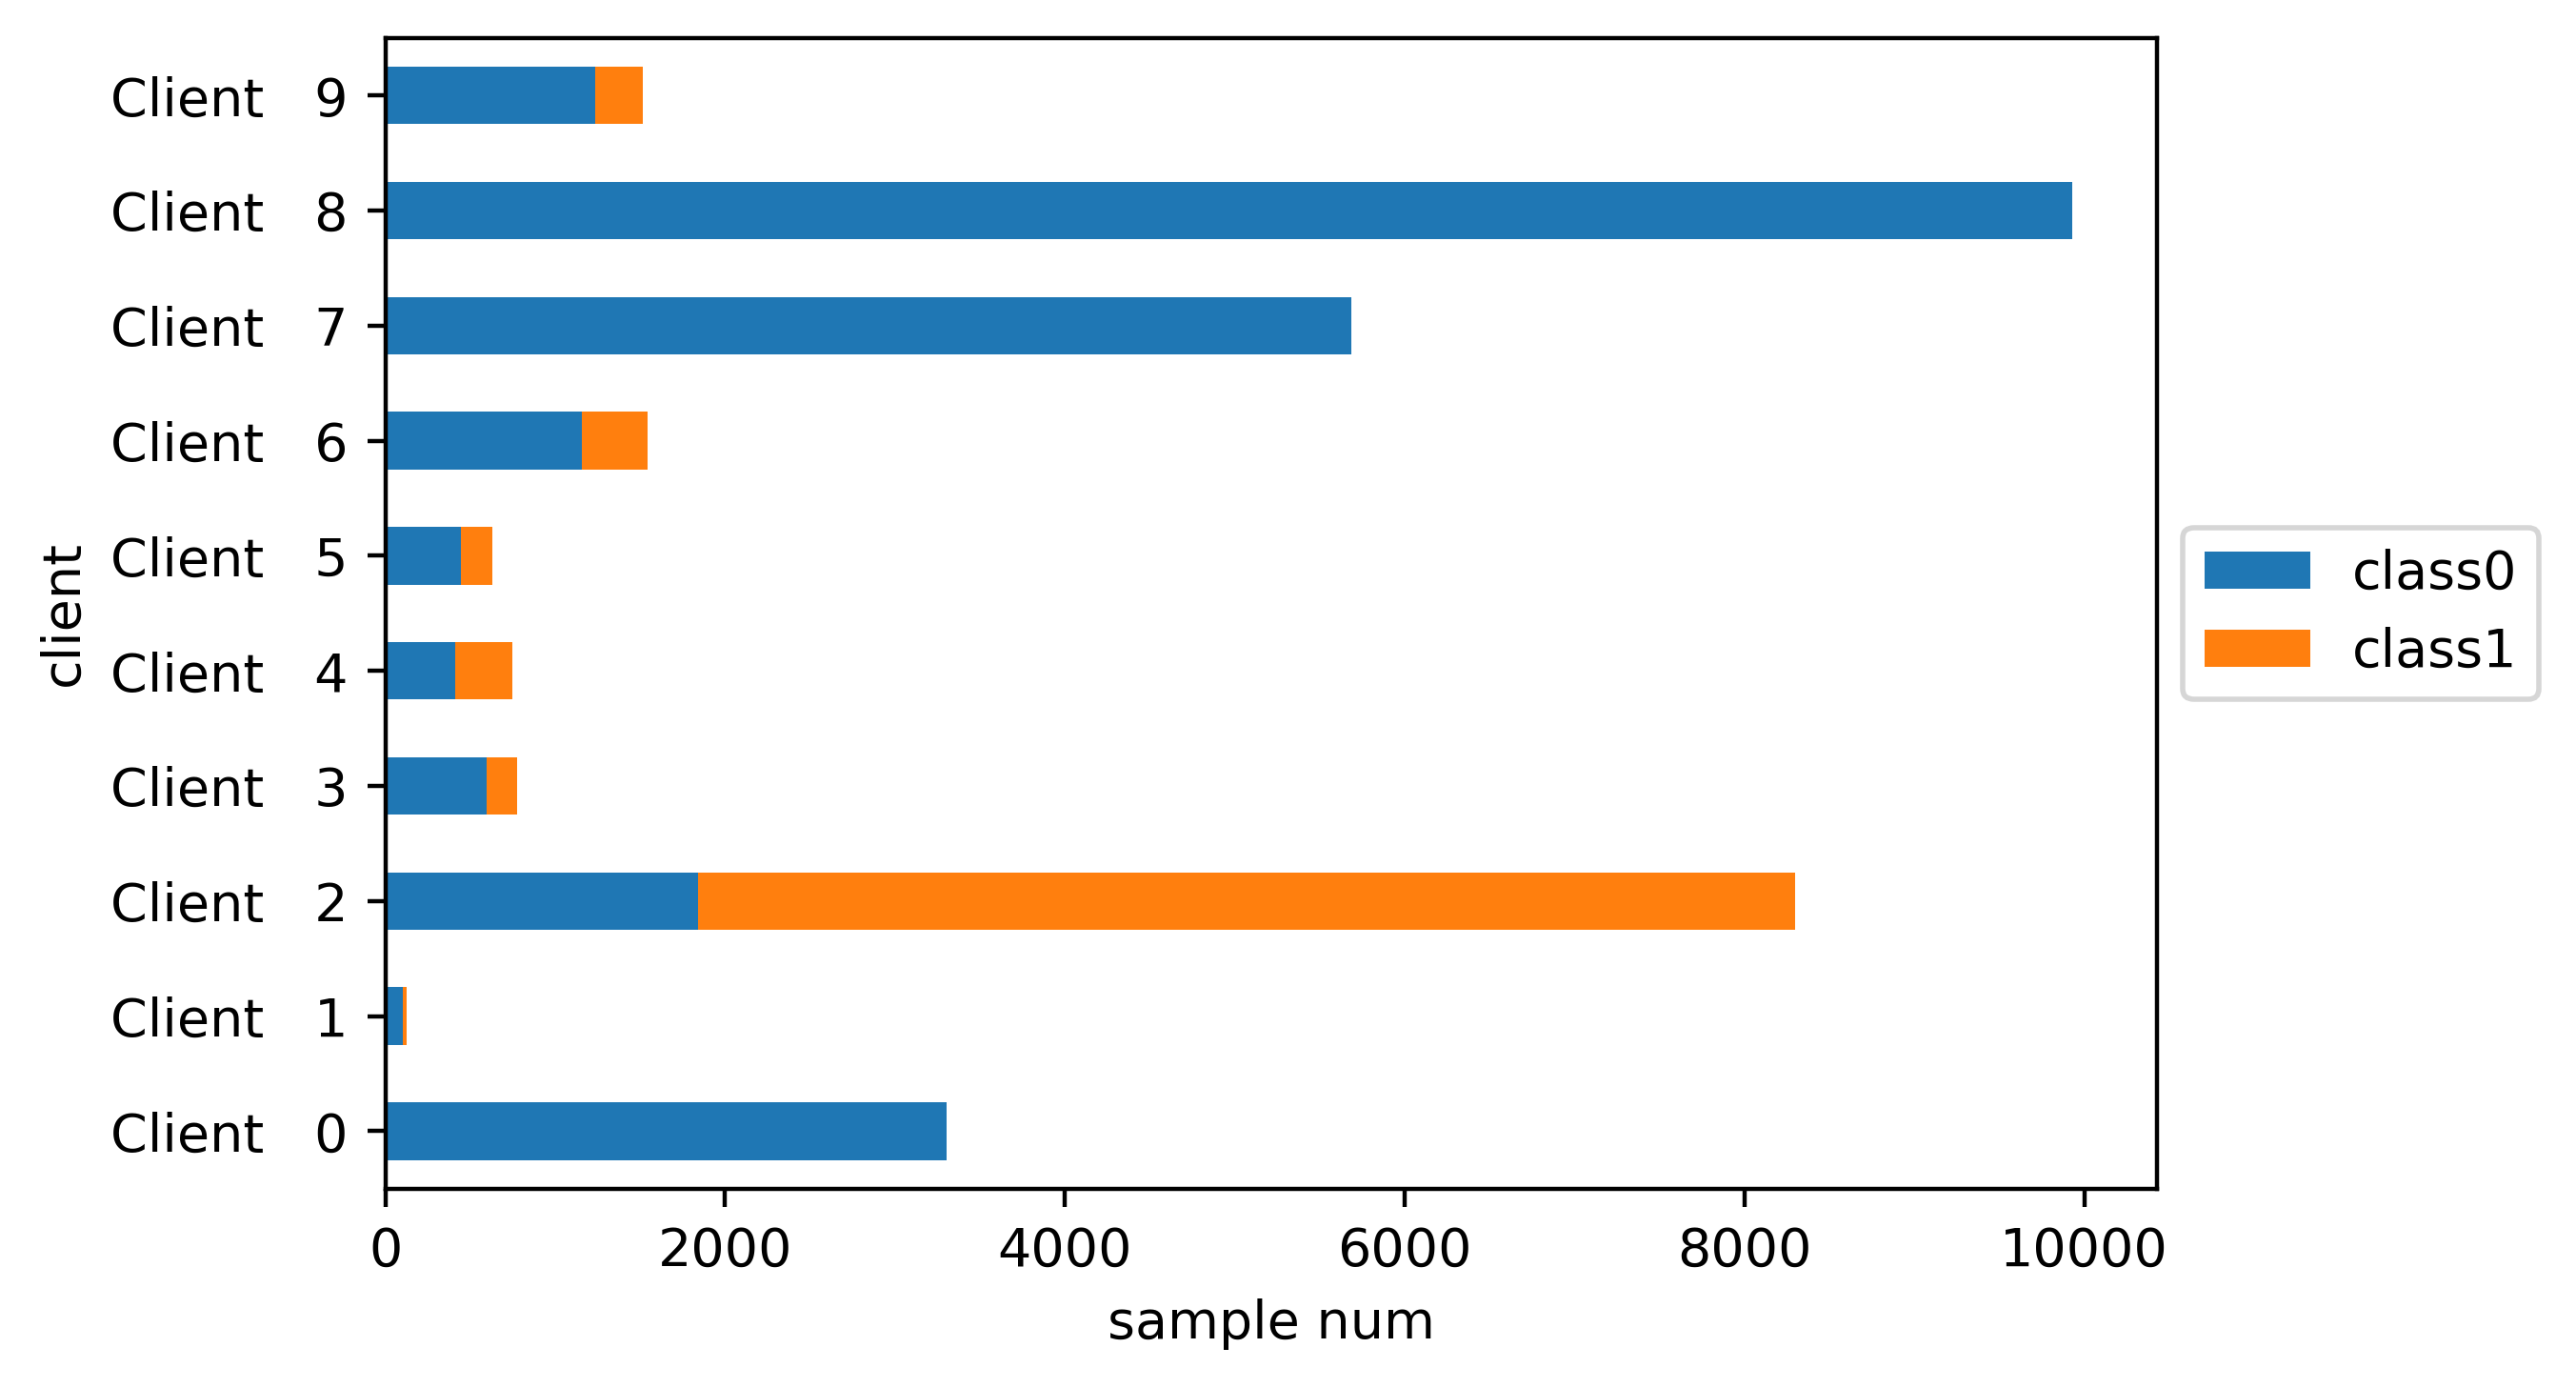 Client 9
Client 8
Client 7
Client 6
Client 5
Client 4
Client 3
Client 2
Client 1
Client 0
client
0 2000 4000 6000 8000 10000
sample num
class0
class1